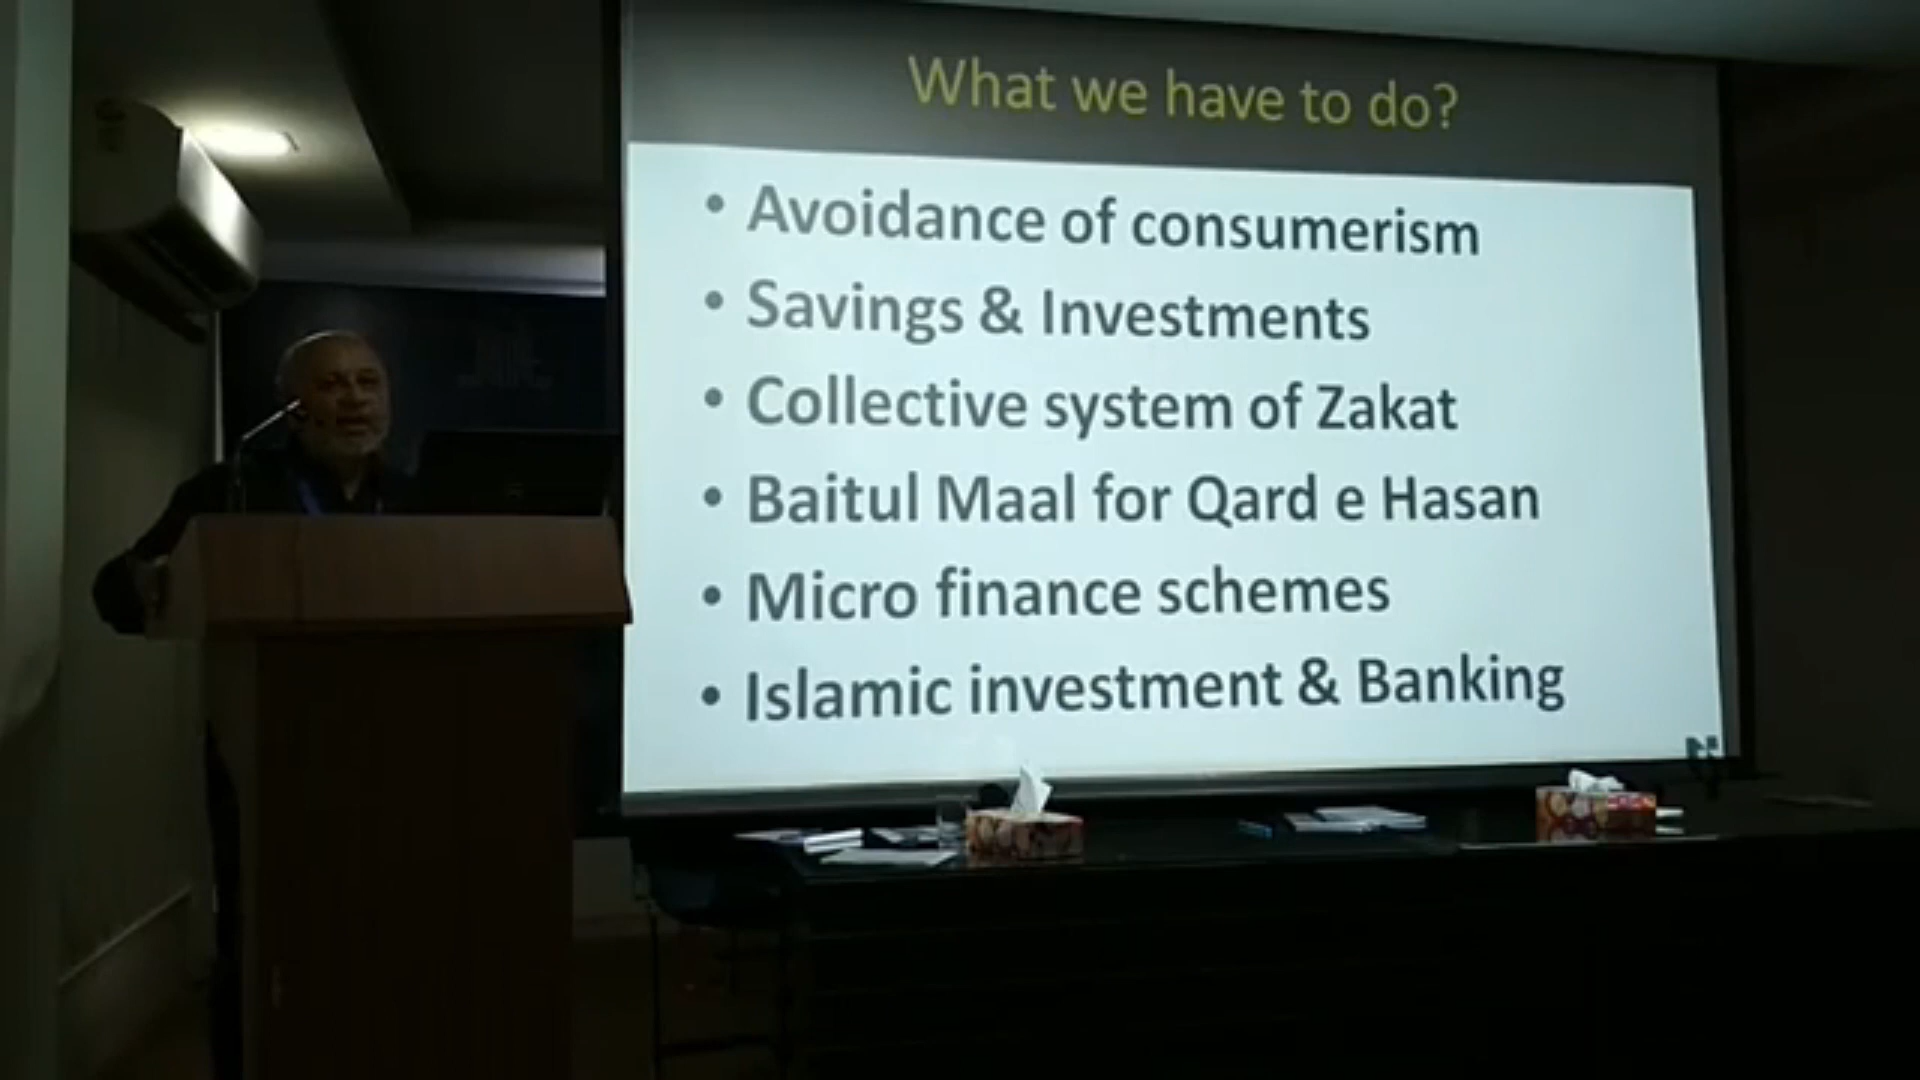 What we have to do?
• Avoidance of consumerism
• Savings & Investments
• Collective system of Zakat
• Baitul Maal for Qard e Hasan
• Micro finance schemes
• Islamic investment & Banking